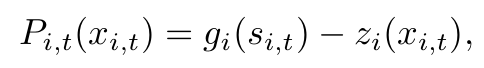 P_{i,t}(x_{i,t}) = g_i(s_{i,t}) − z_i(x_{i,t}),